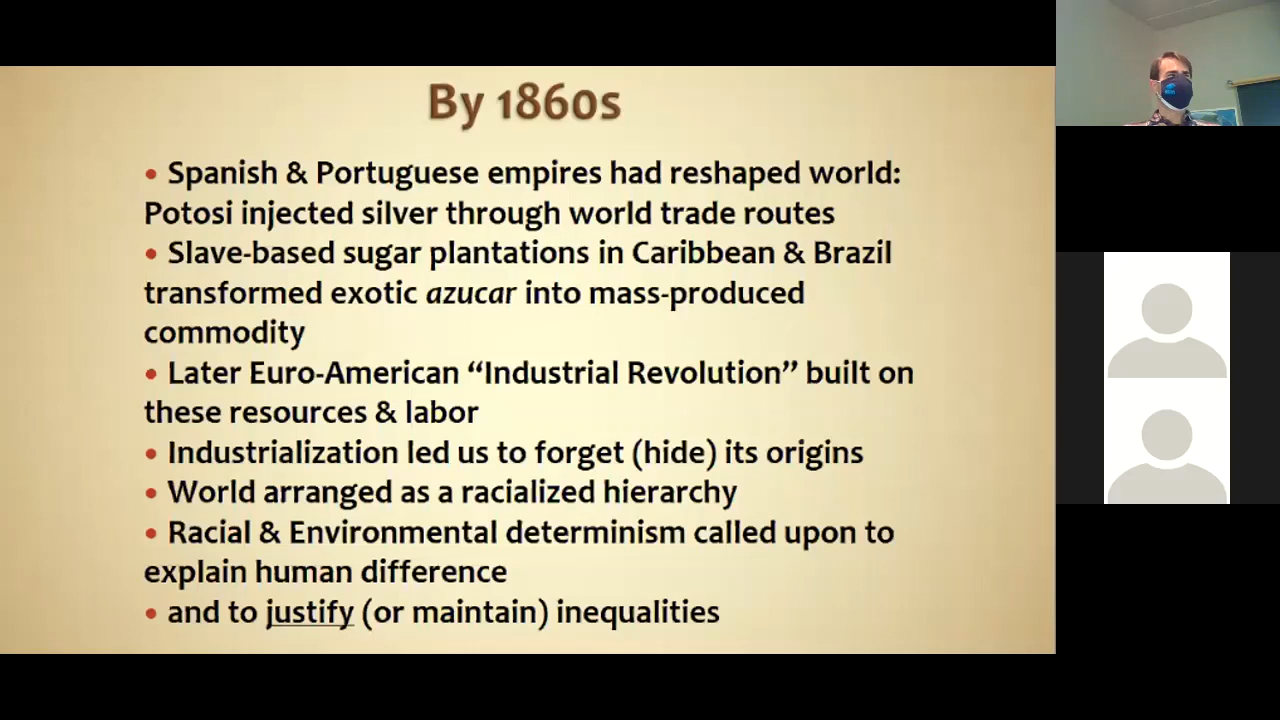 By 1860s
• Spanish & Portuguese empires had reshaped world:
Potosi injected silver through world trade routes
• Slave-based sugar plantations in Caribbean & Brazil
transformed exotic azucar into mass-produced
commodity
• Later Euro-American “Industrial Revolution” built on
these resources & labor
• Industrialization led us to forget (hide) its origins
• World arranged as a racialized hierarchy
• Racial & Environmental determinism called upon to
explain human difference
• and to justify (or maintain) inequalities